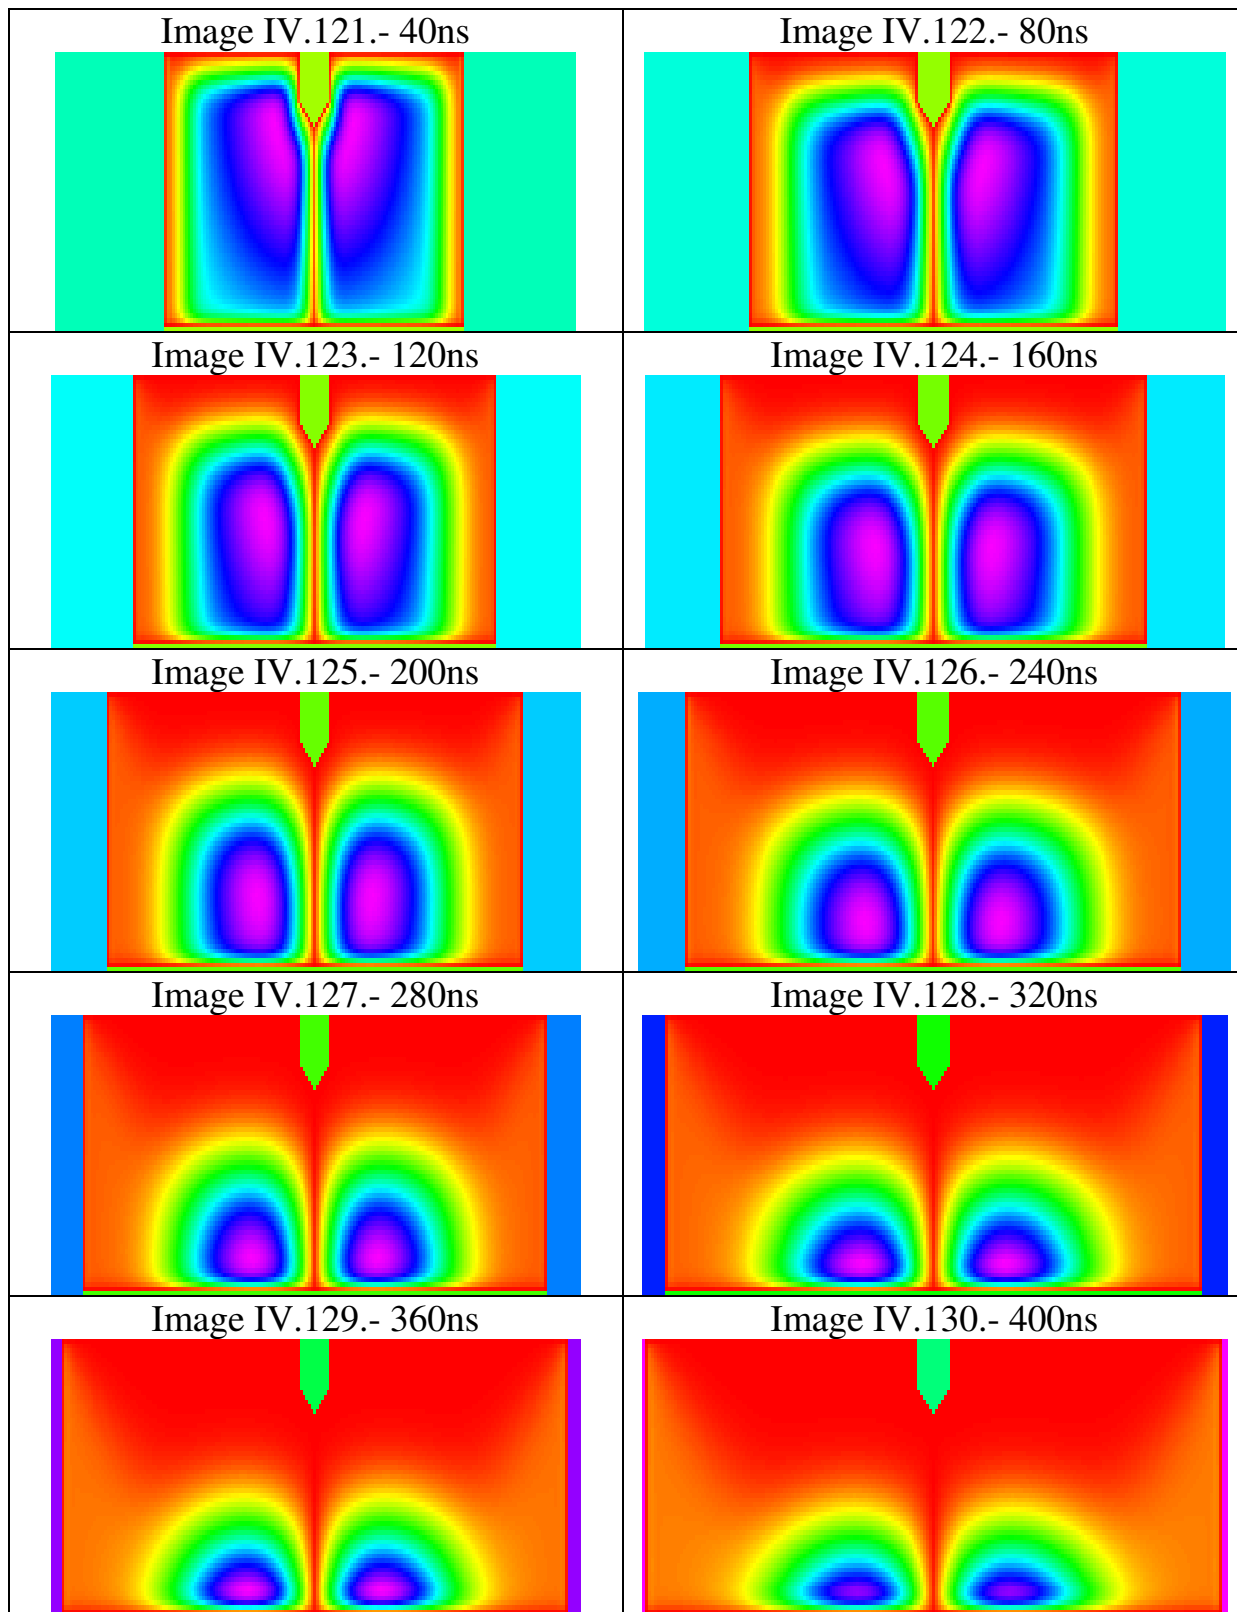 Image IV.121.- 40ns
Image IV.122.- 80ns
Image IV.123.- 120ns
Image IV.124.- 160ns
Image IV.125.- 200ns
Image IV.126.- 240ns
Image IV.127.- 280ns
Image IV.128.- 320ns
Image IV.129.- 360ns
Image IV.130.- 400ns